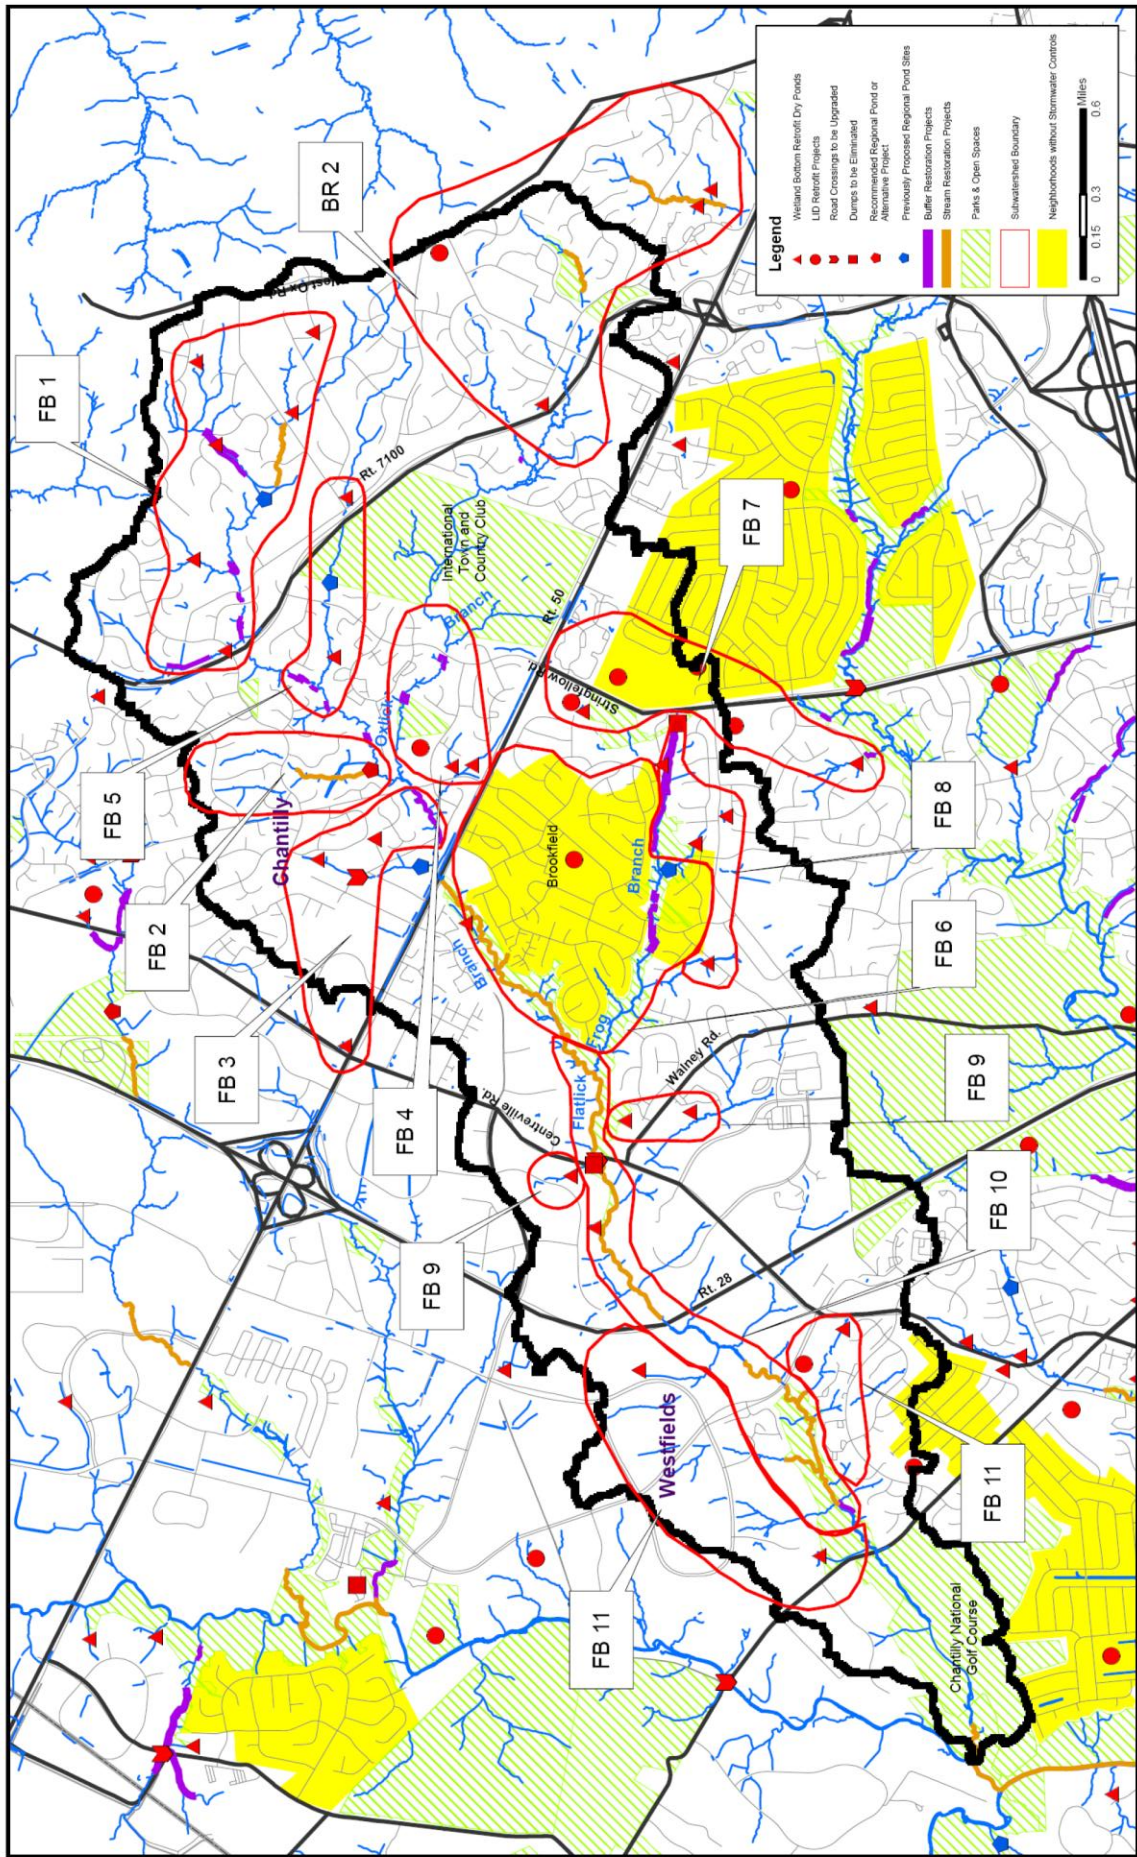 FB 1
BR 2
West Ox Rd.
Rt. 7100
International
Town and
Country Club
Branch
Rt. 50
Stringfellow Rd.
FB 7
FB 5
FB 2
Oxlick
Chantilly
FB 3
FB 4
Branch
Brookfield
Branch
FB 8
FB 6
Frog
Flatlick
Walney Rd.
Centreville Rd.
FB 9
FB 9
FB 10
Rt. 28
Westfields
FB 11
FB 11
Chantilly National
Golf Course
Legend
Wetland Bottom Retrofit Dry Ponds
LID Retrofit Projects
Road Crossings to be Upgraded
Dumps to be Eliminated
Recommended Regional Pond or
Alternative Project
Previously Proposed Regional Pond Sites
Buffer Restoration Projects
Stream Restoration Projects
Parks & Open Spaces
Subwatershed Boundary
Neighborhoods without Stormwater Controls
Miles
0 0.15 0.3 0.6